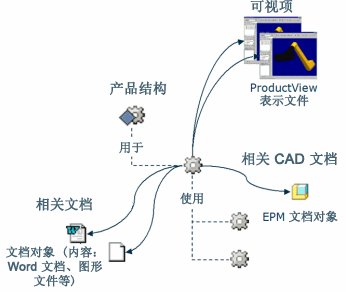 可视项
ProductView
表示文件
产品结构
用于
相关 CAD 文档
使用
EPM 文档对象
相关文档
文档对象（内容：
Word 文档、图形
文件等）